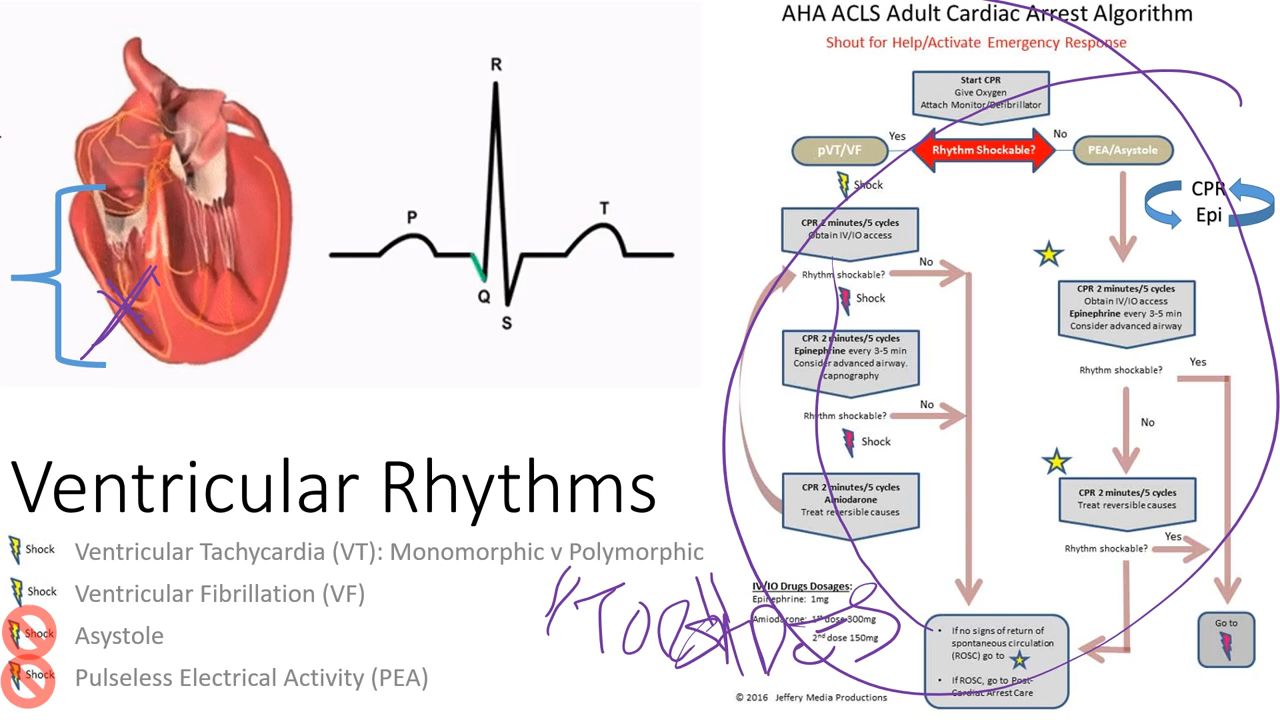 P
R
Q
S
T
Ventricular Rhythms
Shock Ventricular Tachycardia (VT): Monomorphic v Polymorphic
Shock Ventricular Fibrillation (VF)
Shock Asystole
Shock Pulseless Electrical Activity (PEA)
AHA ACLS Adult Cardiac Arrest Algorithm
Shout for Help/Activate Emergency Response
Start CPR
Give Oxygen
Attach Monitor/Defibrillator
Yes
Rhythm Shockable?
No
pVT/VF
PEA/Asystole
Shock
CPR 2 minutes/5 cycles
Obtain IV/IO access
Rhythm shockable?
No
Shock
CPR 2 minutes/5 cycles
Epinephrine every 3-5 min
Consider advanced airway.
capnography
Rhythm shockable?
No
Shock
CPR 2 minutes/5 cycles
Amiodarone
Treat reversible causes
CPR
Epi
CPR 2 minutes/5 cycles
Obtain IV/IO access
Epinephrine every 3-5 min
Consider advanced airway
Rhythm shockable?
Yes
No
CPR 2 minutes/5 cycles
Treat reversible causes
Rhythm shockable?
Yes
Go to
IV/IO Drugs Dosages:
Epinephrine: 1mg
Amiodarone: 1st dose 300mg
2nd dose 150mg
• If no signs of return of
spontaneous circulation
(ROSC) go to
• If ROSC, go to Post-
Cardiac Arrest Care
© 2016 Jeffery Media Productions